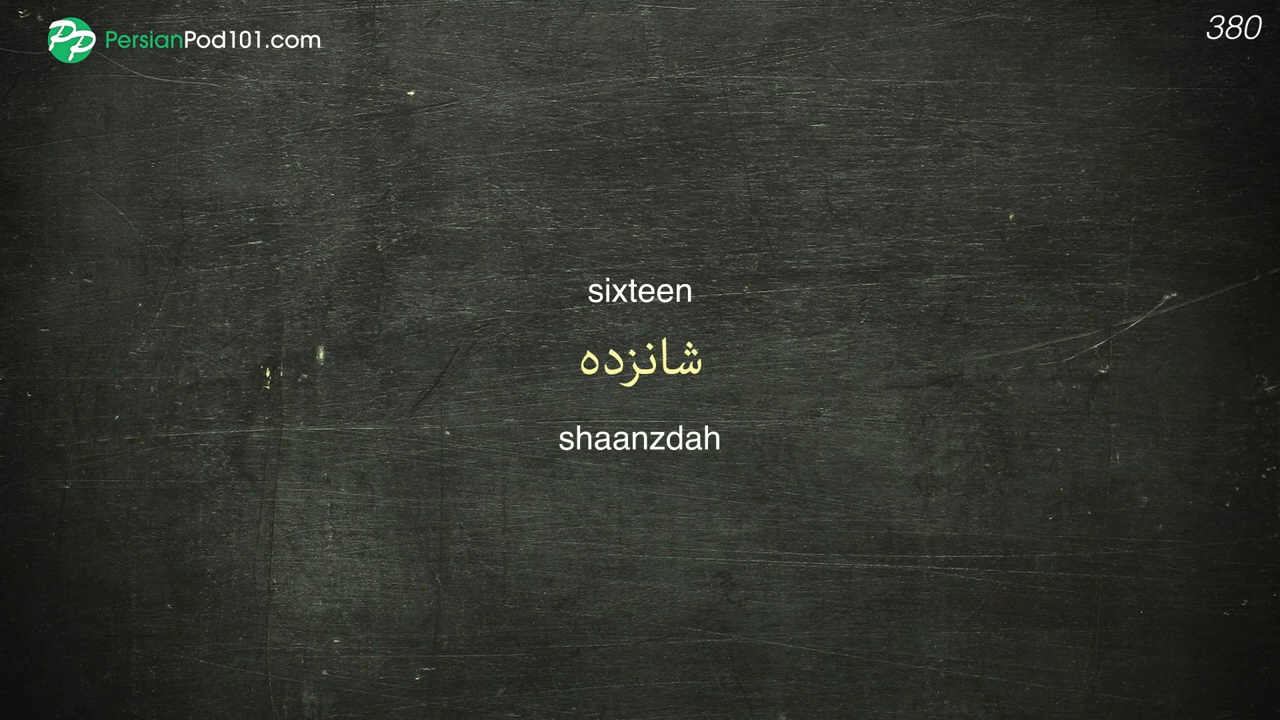 PersianPod101.com
380
sixteen
شانزده
shaanzdah